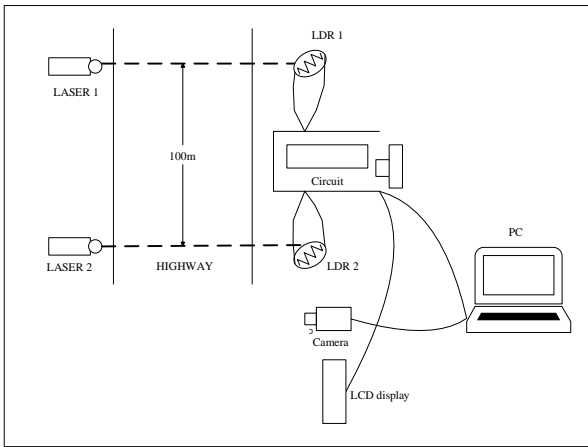 LDR 1
LASER 1
100m
Circuit
PC
LASER 2
HIGHWAY
LDR 2
Camera
LCD display